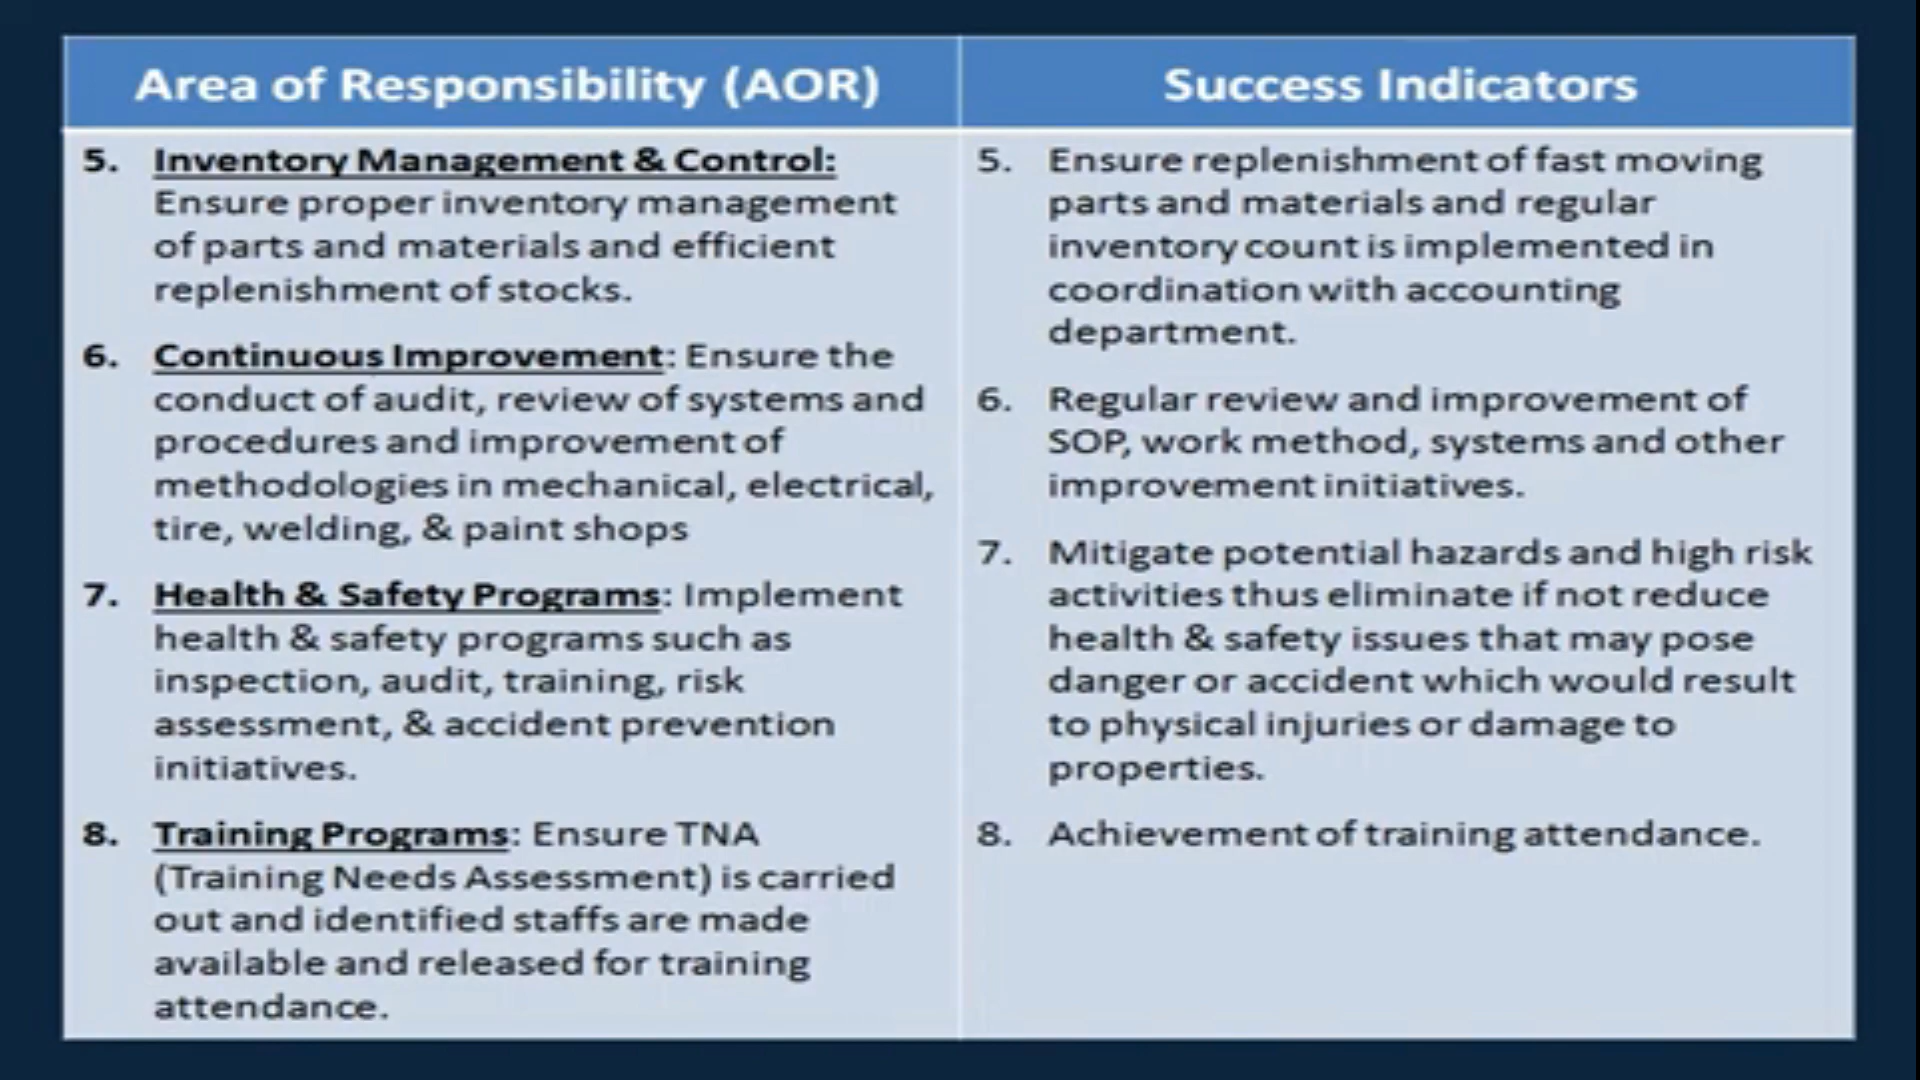 Area of Responsibility (AOR)
Success Indicators
5. Inventory Management & Control:
Ensure proper inventory management
of parts and materials and efficient
replenishment of stocks.
6. Continuous Improvement: Ensure the
conduct of audit, review of systems and
procedures and improvement of
methodologies in mechanical, electrical,
tire, welding, & paint shops
7. Health & Safety Programs: Implement
health & safety programs such as
inspection, audit, training, risk
assessment, & accident prevention
initiatives.
8. Training Programs: Ensure TNA
(Training Needs Assessment) is carried
out and identified staffs are made
available and released for training
attendance.
5. Ensure replenishment of fast moving
parts and materials and regular
inventory count is implemented in
coordination with accounting
department.
6. Regular review and improvement of
SOP, work method, systems and other
improvement initiatives.
7. Mitigate potential hazards and high risk
activities thus eliminate if not reduce
health & safety issues that may pose
danger or accident which would result
to physical injuries or damage to
properties.
8. Achievement of training attendance.